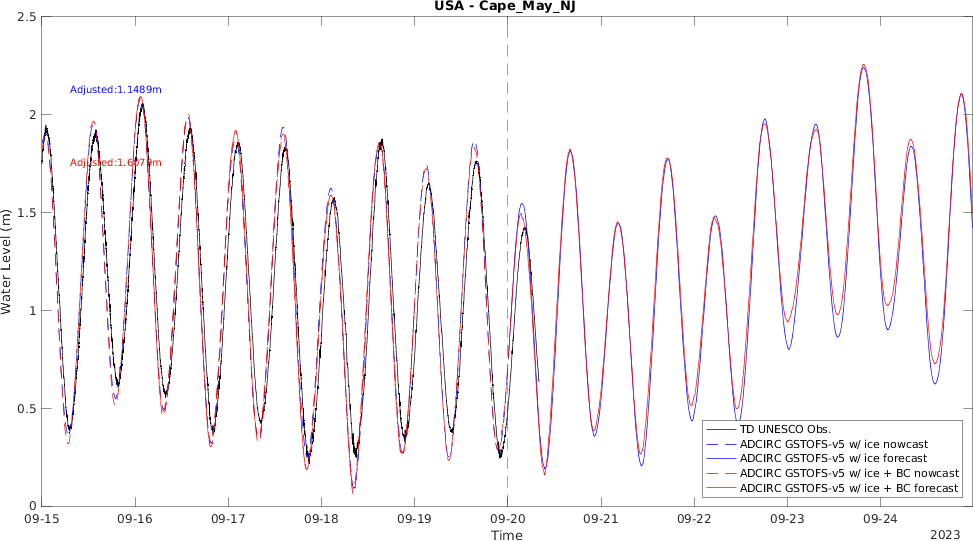 USA - Cape_May_NJ
2.5
2
1.5
1
0.5
0
Water Level (m)
Adjusted:1.1489m
Adjusted:1.6079m
TD UNESCO Obs.
ADCIRC GSTOFS-v5 w/ ice nowcast
ADCIRC GSTOFS-v5 w/ ice forecast
ADCIRC GSTOFS-v5 w/ ice + BC nowcast
ADCIRC GSTOFS-v5 w/ ice + BC forecast
09-15 09-16 09-17 09-18 09-19 09-20 09-21 09-22 09-23 09-24
Time
2023